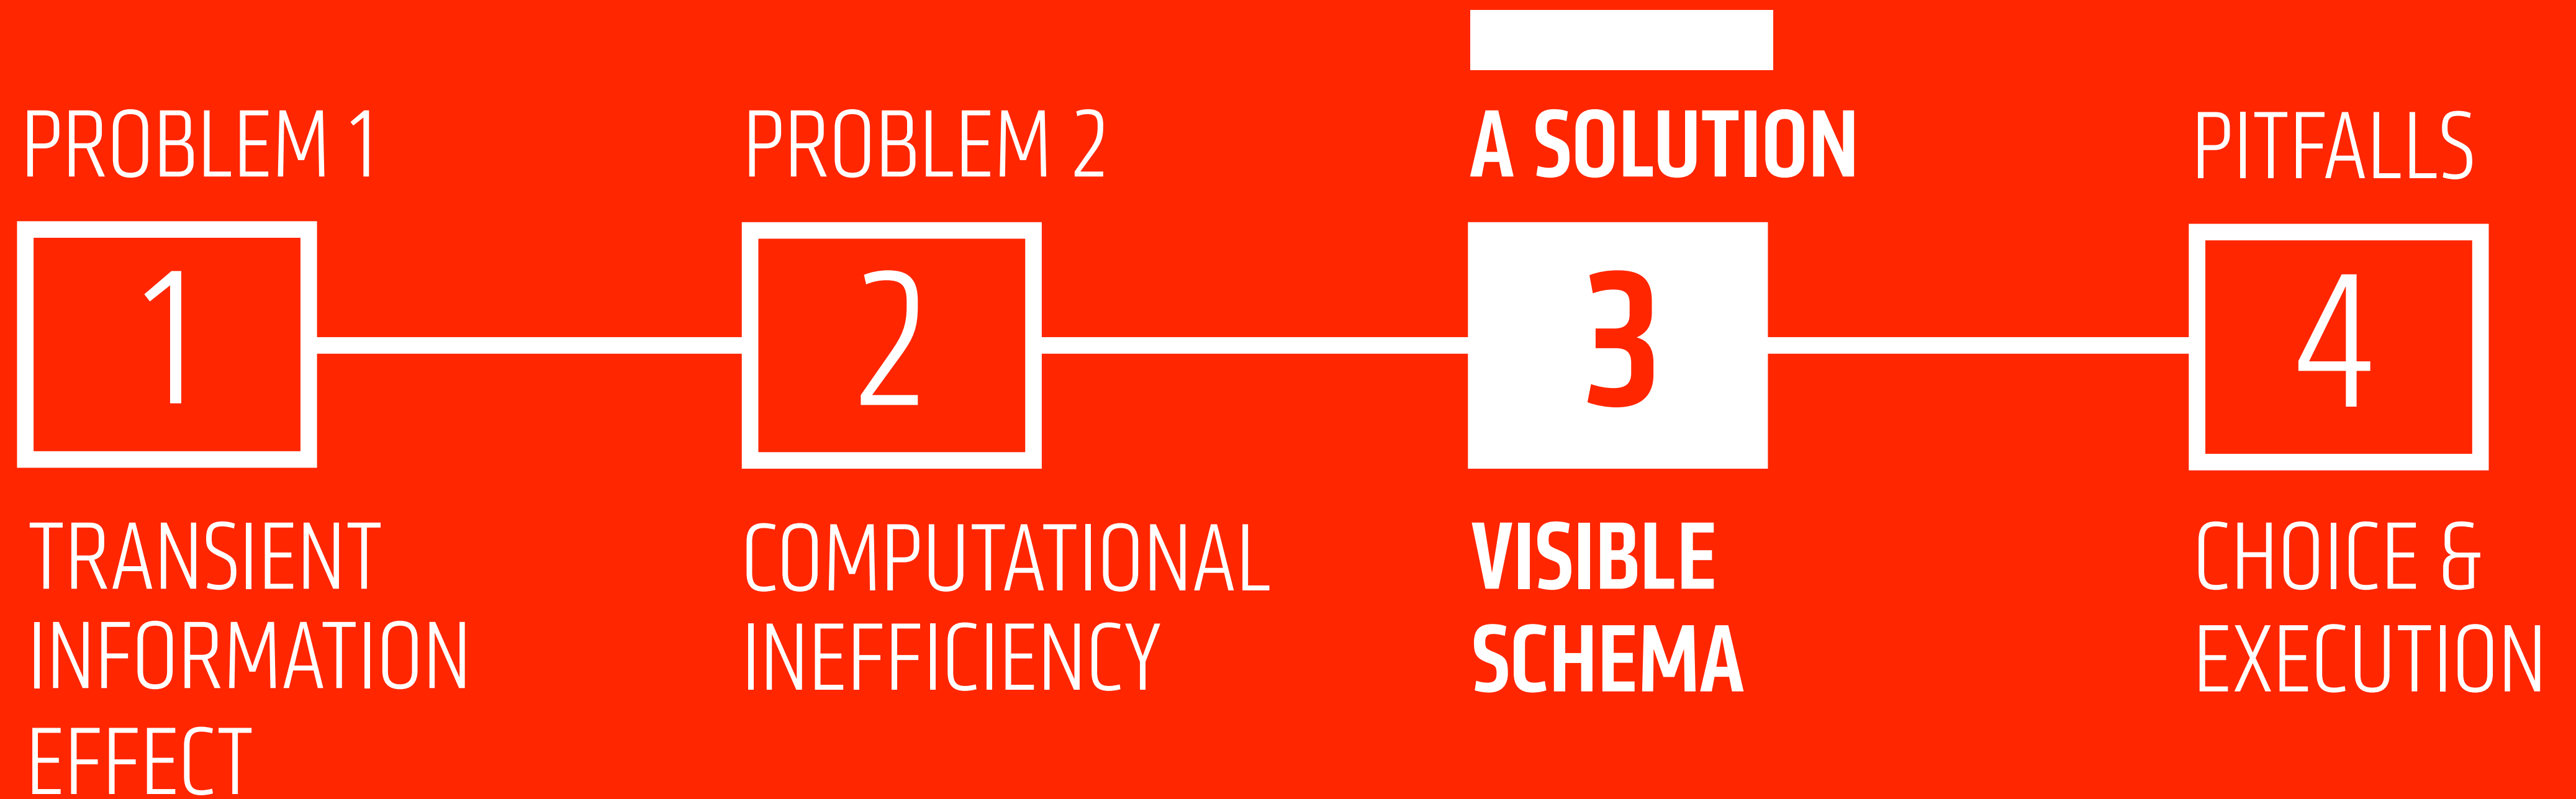 PROBLEM 1
1
TRANSIENT
INFORMATION
EFFECT
PROBLEM 2
2
COMPUTATIONAL
INEFFICIENCY
A SOLUTION
3
VISIBLE
SCHEMA
PITFALLS
4
CHOICE &
EXECUTION